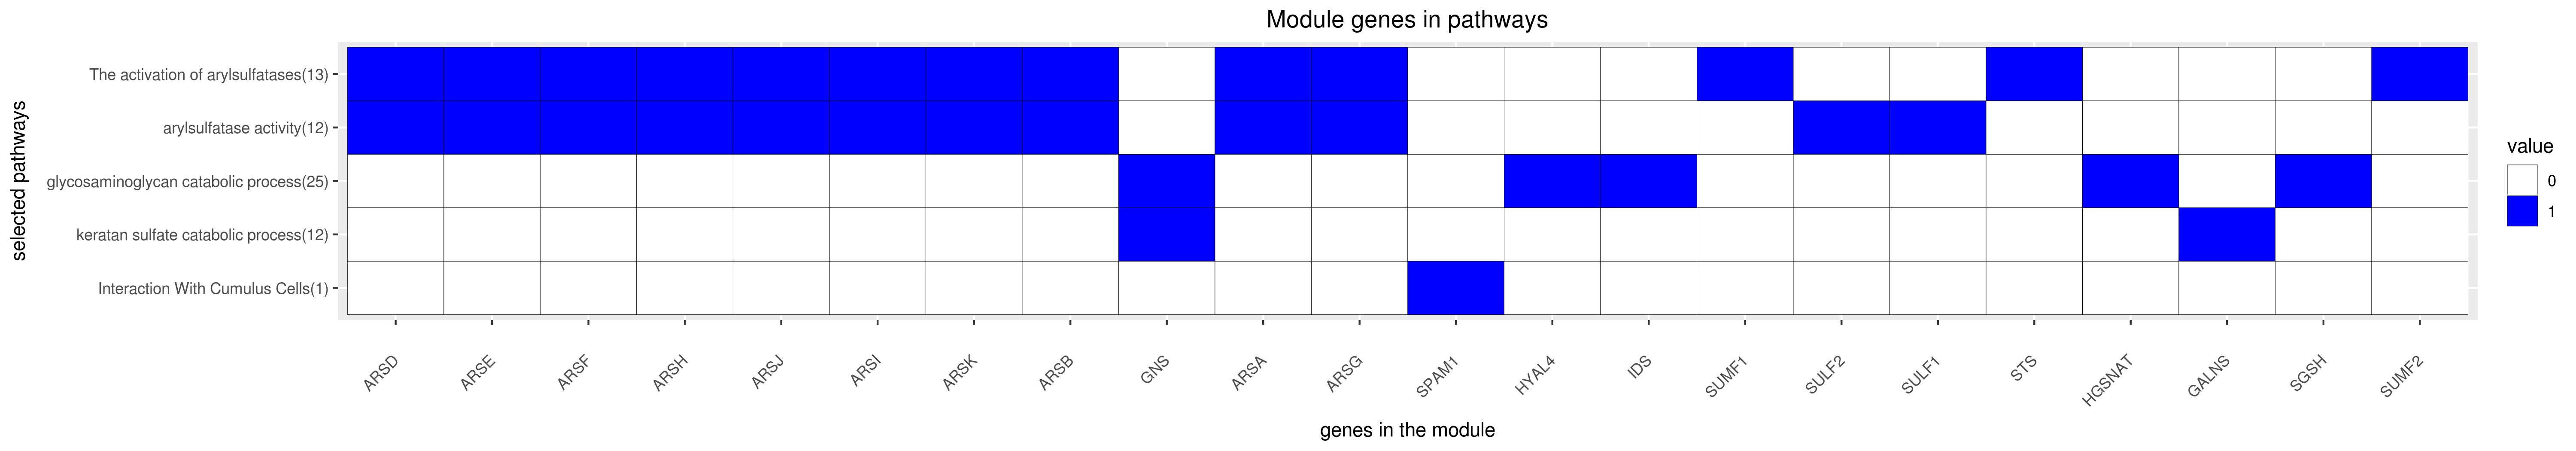 Module genes in pathways
selected pathways
The activation of arylsulfatases(13)
arylsulfatase activity(12)
glycosaminoglycan catabolic process(25)
keratan sulfate catabolic process(12)
Interaction With Cumulus Cells(1)
value
0
1
ARSD ARSE ARSF ARSH ARSJ ARSI ARSK ARSB GNS ARSA ARSG SPAM1 HYAL4 IDS SUMF1 SULF2 SULF1 STS HGSNAT GALNS SGSH SUMF2
genes in the module